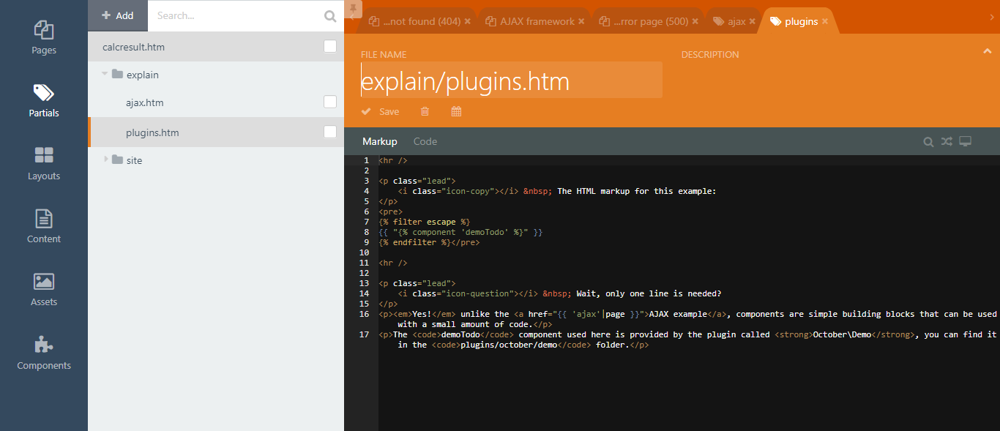 Pages
Partials
Layouts
Content
Assets
Components
+ Add
Search...
calcresult.htm
explain
ajax.htm
plugins.htm
site
...not found (404) ×
AJAX framework ×
...rror page (500) ×
ajax ×
plugins ×
FILE NAME
DESCRIPTION
explain/plugins.htm
Save
Markup
Code
1 <hr />
2
3 <p class="lead">
4     <i class="icon-copy"></i> &nbsp; The HTML markup for this example:
5 </p>
6 <pre>
7 {% filter escape %}
8 {{ "{% component 'demoTodo' %}" }}
9 {% endfilter %}</pre>
10
11 <hr />
12
13 <p class="lead">
14     <i class="icon-question"></i> &nbsp; Wait, only one line is needed?
15 </p>
16 <p><em>Yes!</em> unlike the <a href="{{ 'ajax'|page }}">AJAX example</a>, components are simple building blocks that can be used
with a small amount of code.</p>
17 <p>The <code>demoTodo</code> component used here is provided by the plugin called <strong>October\Demo</strong>, you can find it
in the <code>plugins/october/demo</code> folder.</p>